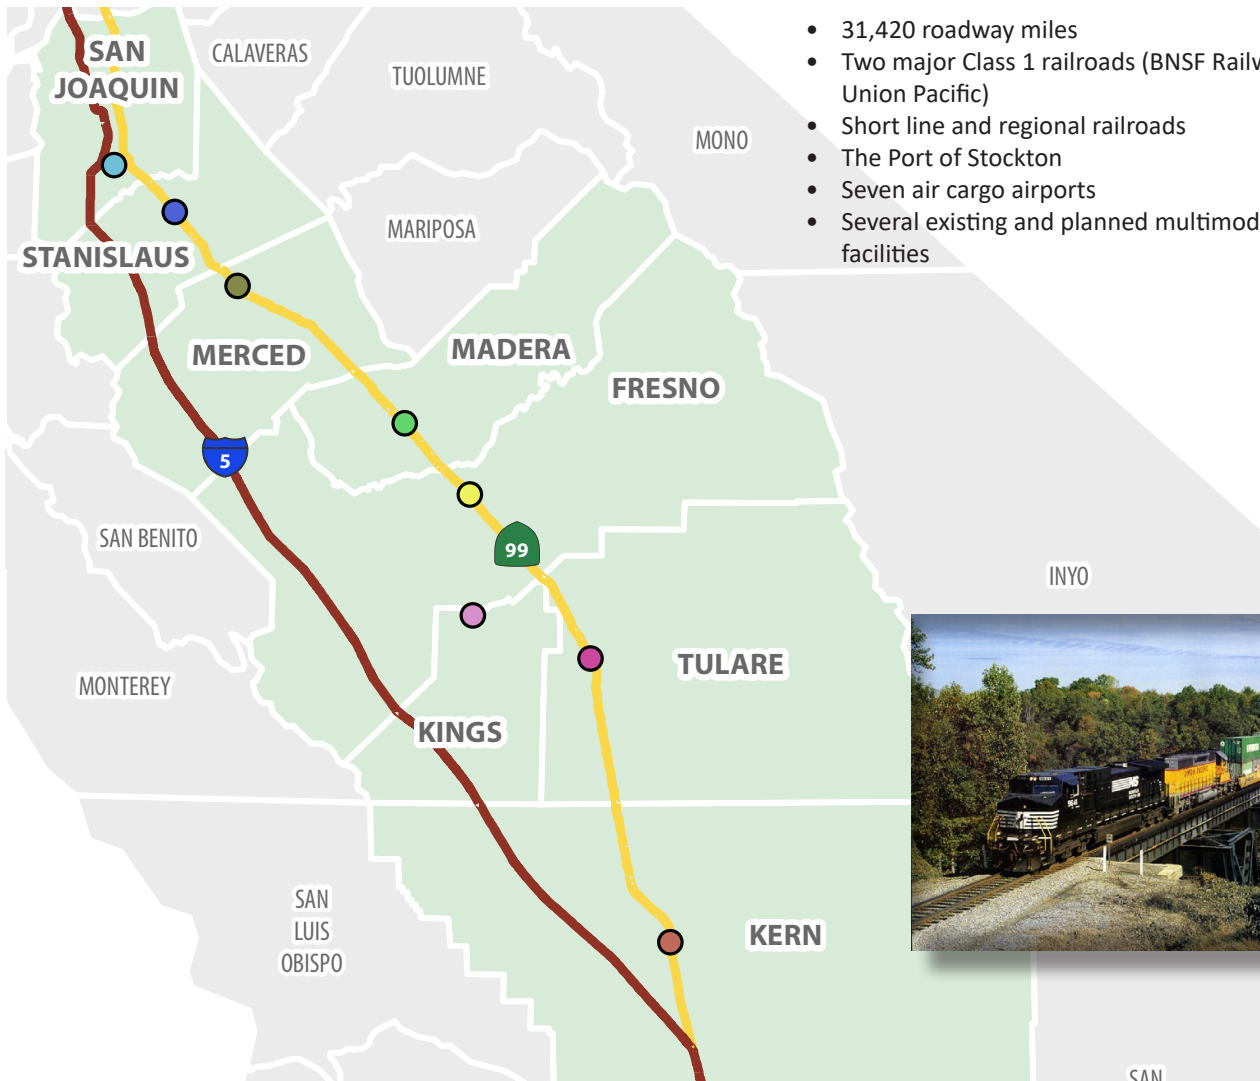 • 31,420 roadway miles
• Two major Class 1 railroads (BNSF Railw
Union Pacific)
• Short line and regional railroads
• The Port of Stockton
• Seven air cargo airports
• Several existing and planned multimod
facilities
SAN
JOAQUIN
CALAVERAS
TUOLUMNE
MONO
MARIPOSA
STANISLAUS
MERCED
MADERA
FRESNO
5
SAN BENITO
99
INYO
MONTEREY
TULARE
KINGS
SAN
LUIS
OBISPO
KERN
SAN